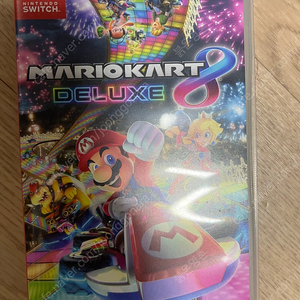 NINTENDO
SWITCH
MARIOKART 8
DELUXE
M
M